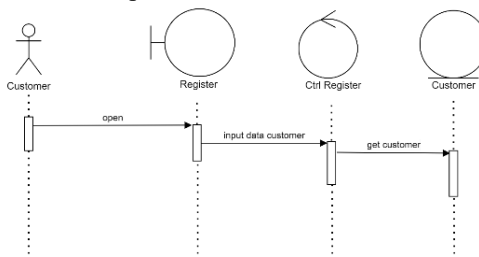 Customer
Register
Ctrl Register
Customer
open
input data customer
get customer